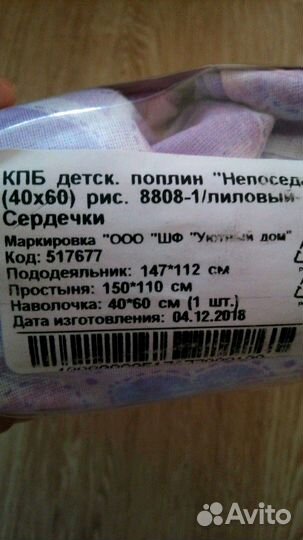 КПБ детск. поплин "Непосед
(40х60) рис. 8808-1/лиловый
Сердечки
Маркировка "ООО "ШФ "Уютный дом"
Код: 517677
Пододеяльник: 147*112 см
Простыня: 150*110 см
Наволочка: 40*60 см (1 шт.)
Дата изготовления: 04.12.2018
Avito